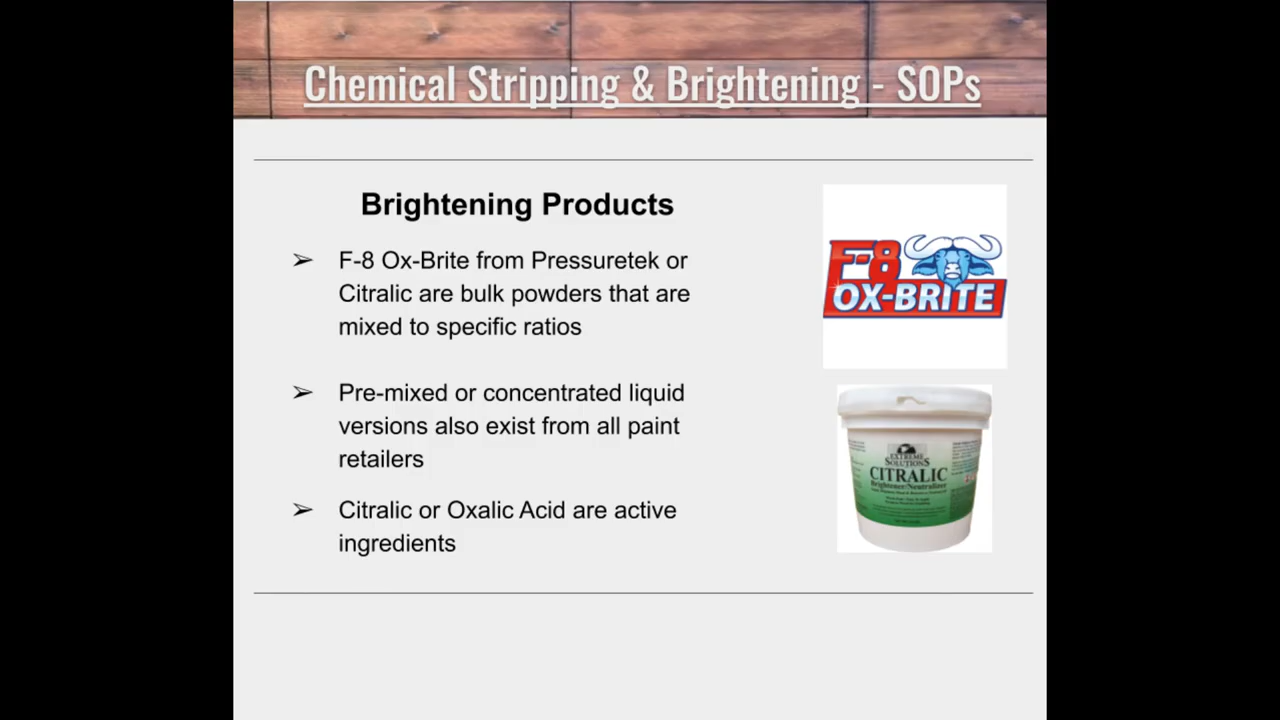 Chemical Stripping & Brightening - SOPs
Brightening Products
➢ F-8 Ox-Brite from Pressuretek or
Citralic are bulk powders that are
mixed to specific ratios
➢ Pre-mixed or concentrated liquid
versions also exist from all paint
retailers
➢ Citralic or Oxalic Acid are active
ingredients
F-8
OX-BRITE
EXTREME
SOLUTIONS
CITRALIC
Brightener/Neutralizer